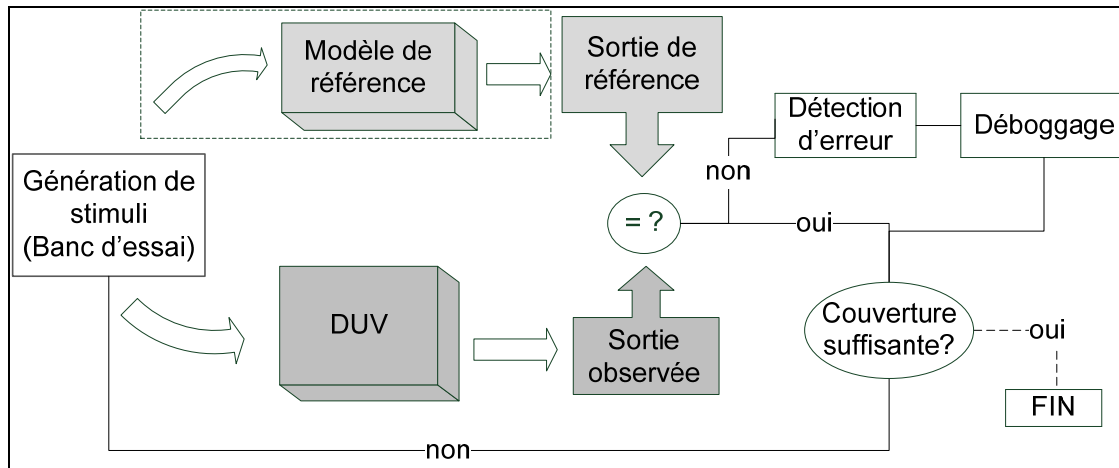 Modèle de
référence
Sortie de
référence
Détection
d'erreur
Déboggage
Génération de
stimuli
(Banc d'essai)
non
= ?
oui
DUV
Sortie
observée
Couverture
suffisante?
oui
FIN
non